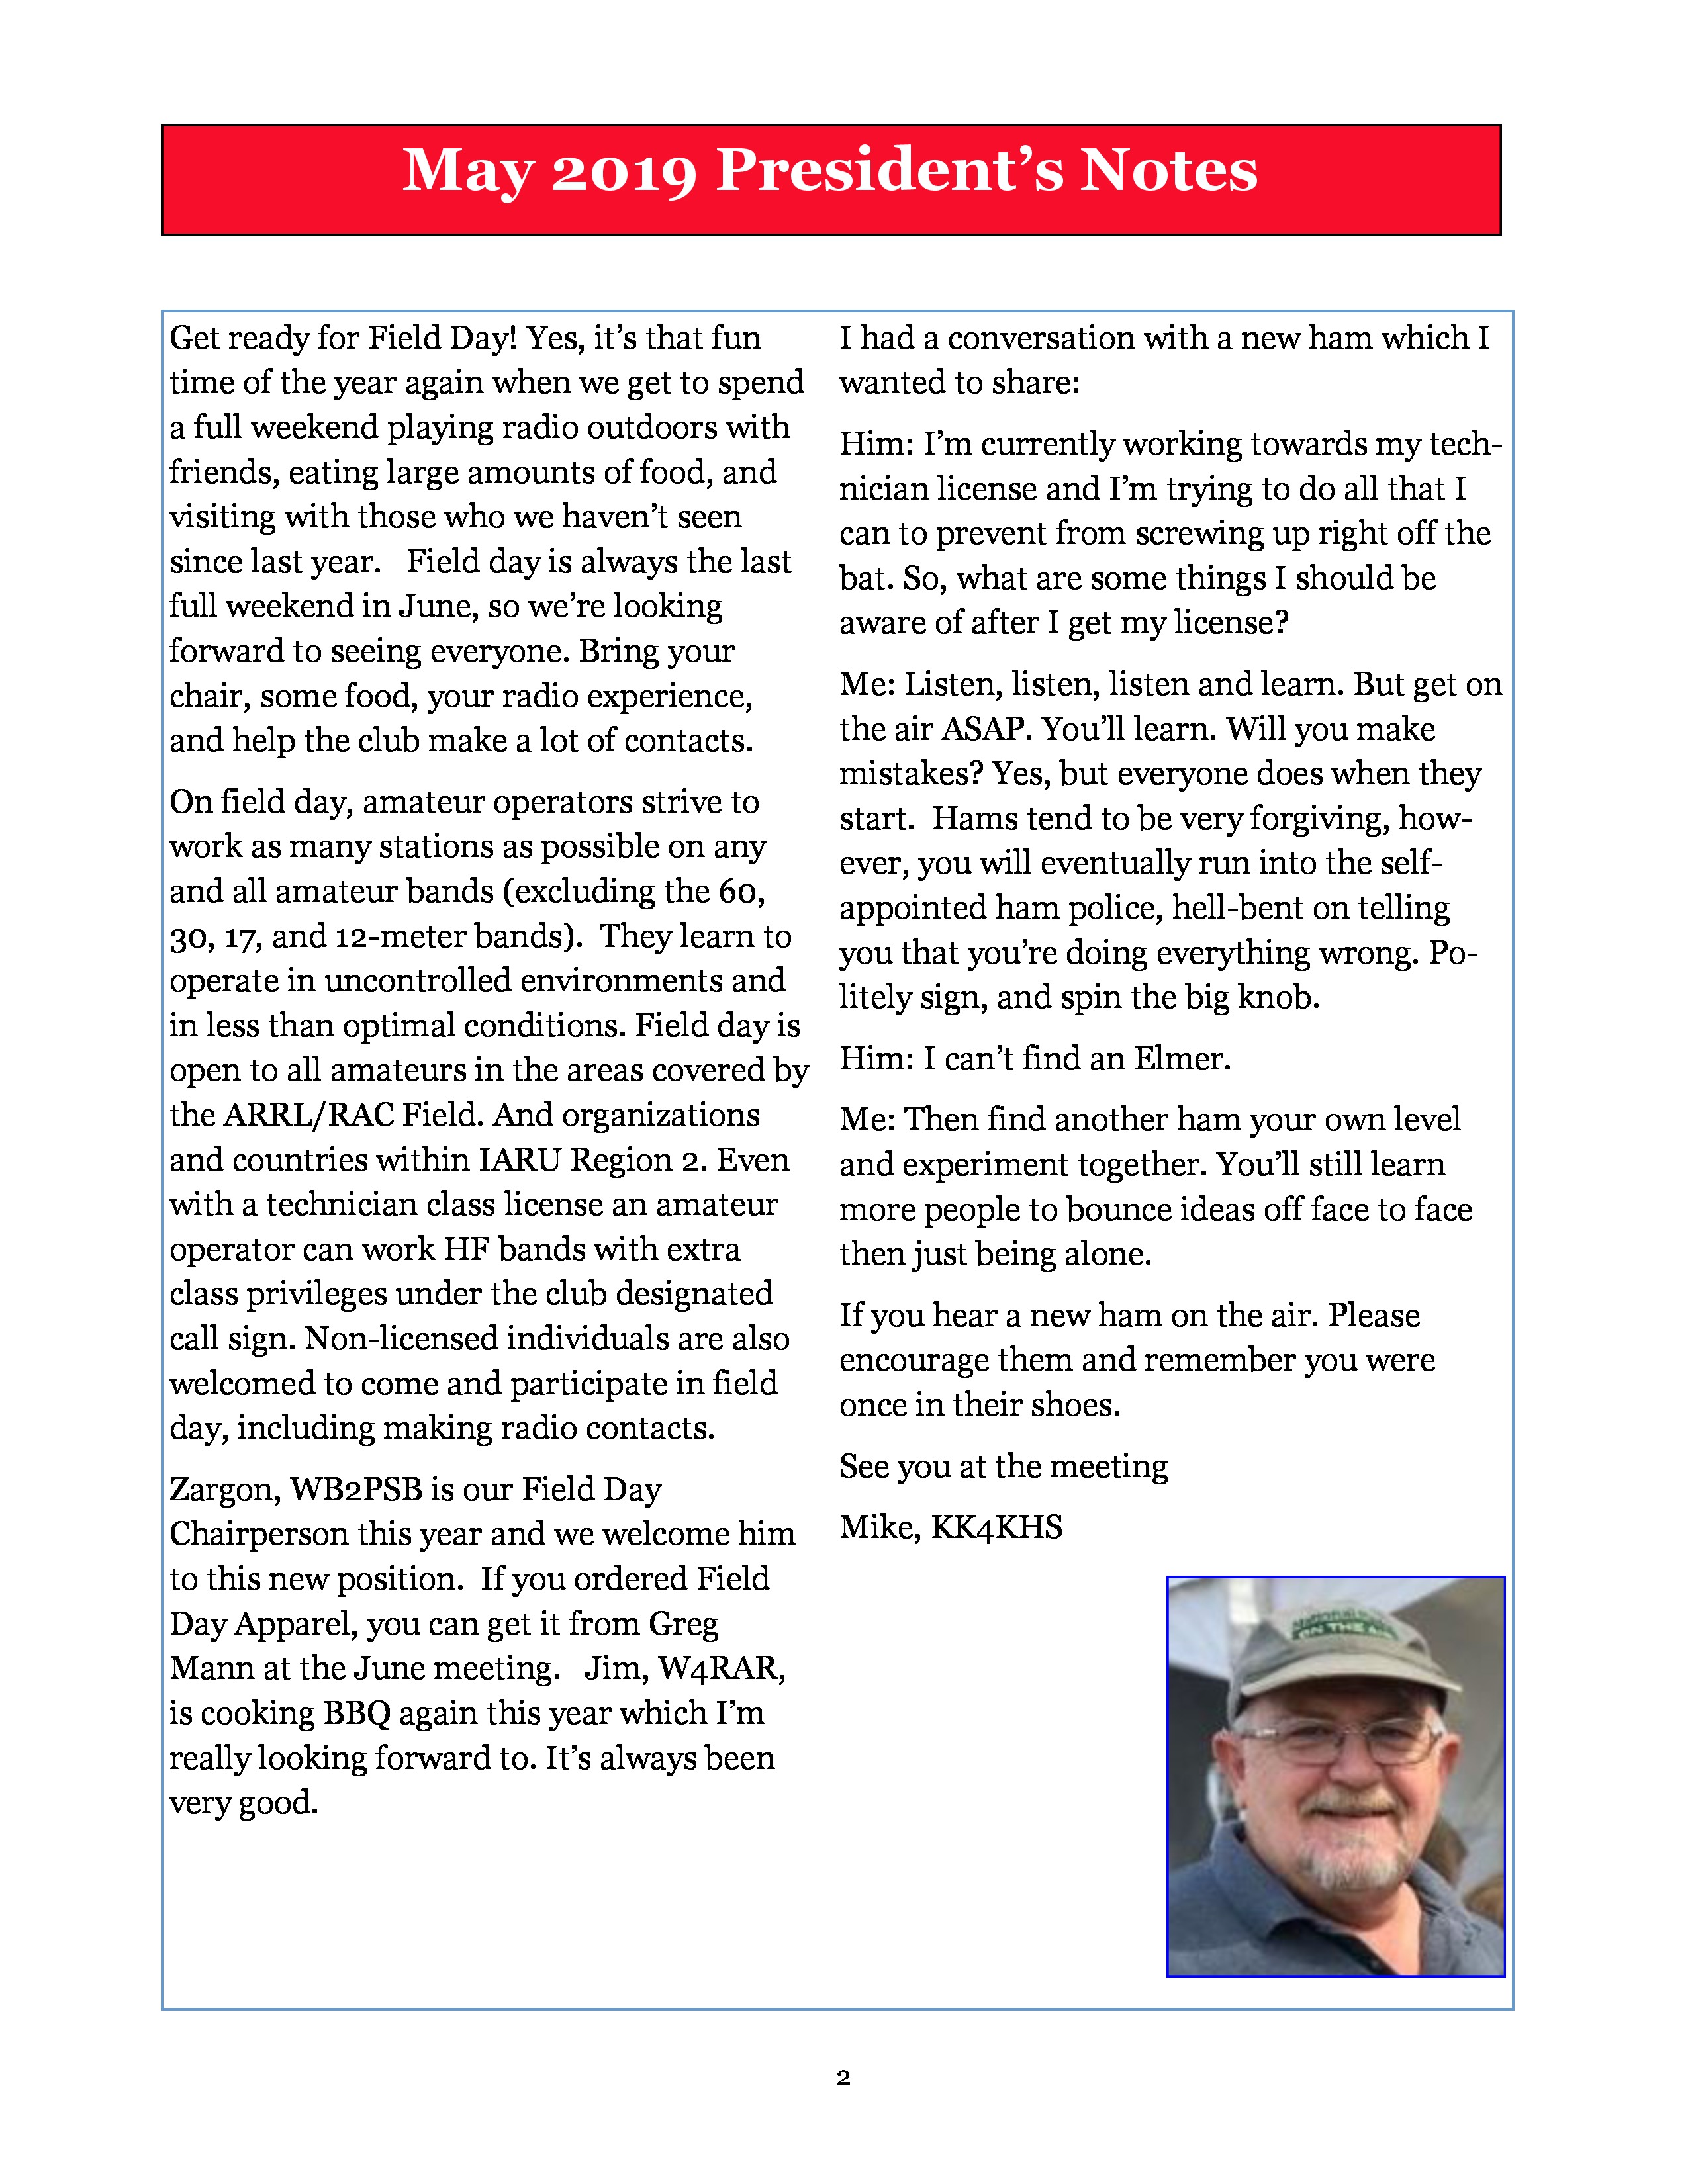 May 2019 President’s Notes
Get ready for Field Day! Yes, it’s that fun
time of the year again when we get to spend
a full weekend playing radio outdoors with
friends, eating large amounts of food, and
visiting with those who we haven’t seen
since last year.   Field day is always the last
full weekend in June, so we’re looking
forward to seeing everyone. Bring your
chair, some food, your radio experience,
and help the club make a lot of contacts.
On field day, amateur operators strive to
work as many stations as possible on any
and all amateur bands (excluding the 60,
30, 17, and 12-meter bands).  They learn to
operate in uncontrolled environments and
in less than optimal conditions. Field day is
open to all amateurs in the areas covered by
the ARRL/RAC Field. And organizations
and countries within IARU Region 2. Even
with a technician class license an amateur
operator can work HF bands with extra
class privileges under the club designated
call sign. Non-licensed individuals are also
welcomed to come and participate in field
day, including making radio contacts.
Zargon, WB2PSB is our Field Day
Chairperson this year and we welcome him
to this new position.  If you ordered Field
Day Apparel, you can get it from Greg
Mann at the June meeting.   Jim, W4RAR,
is cooking BBQ again this year which I’m
really looking forward to. It’s always been
very good.
I had a conversation with a new ham which I
wanted to share:
Him: I’m currently working towards my tech-
nician license and I’m trying to do all that I
can to prevent from screwing up right off the
bat. So, what are some things I should be
aware of after I get my license?
Me: Listen, listen, listen and learn. But get on
the air ASAP. You’ll learn. Will you make
mistakes? Yes, but everyone does when they
start.  Hams tend to be very forgiving, how-
ever, you will eventually run into the self-
appointed ham police, hell-bent on telling
you that you’re doing everything wrong. Po-
litely sign, and spin the big knob.
Him: I can’t find an Elmer.
Me: Then find another ham your own level
and experiment together. You’ll still learn
more people to bounce ideas off face to face
then just being alone.
If you hear a new ham on the air. Please
encourage them and remember you were
once in their shoes.
See you at the meeting
Mike, KK4KHS
National
ON THE AIR
2